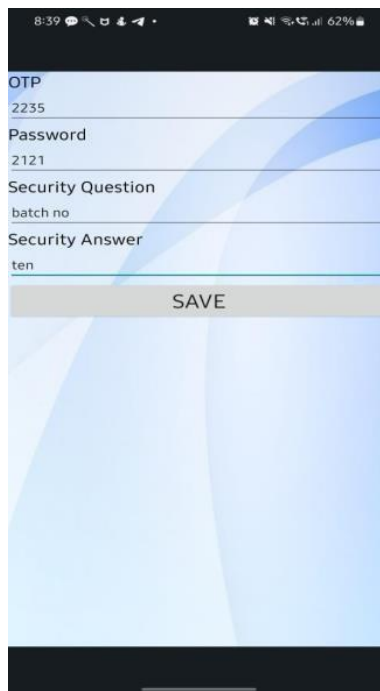 8:39 62%
OTP
2235
Password
2121
Security Question
batch no
Security Answer
ten
SAVE